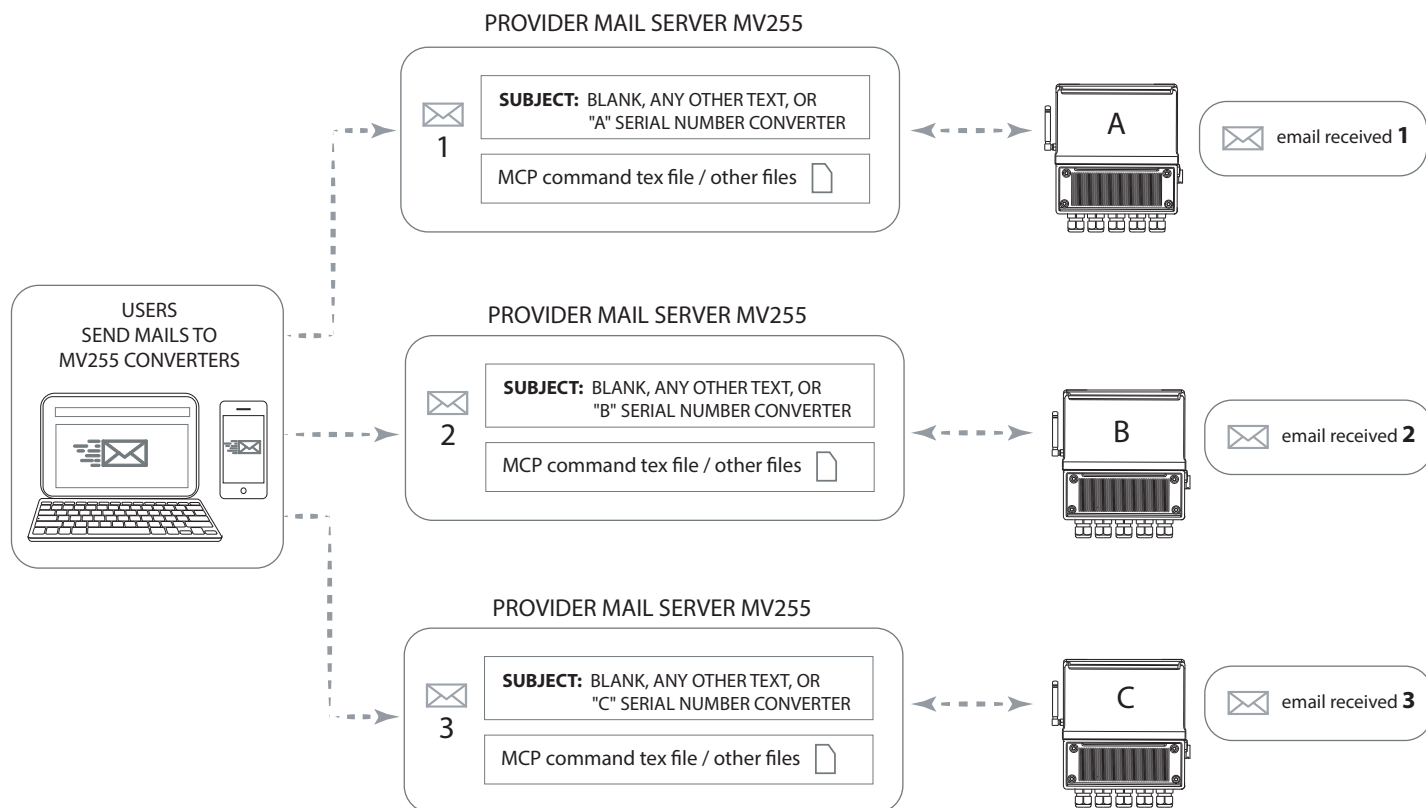 PROVIDER MAIL SERVER MV255
1
SUBJECT: BLANK, ANY OTHER TEXT, OR
"A" SERIAL NUMBER CONVERTER
MCP command tex file / other files
A
email received 1
USERS
SEND MAILS TO
MV255 CONVERTERS
PROVIDER MAIL SERVER MV255
2
SUBJECT: BLANK, ANY OTHER TEXT, OR
"B" SERIAL NUMBER CONVERTER
MCP command tex file / other files
B
email received 2
PROVIDER MAIL SERVER MV255
3
SUBJECT: BLANK, ANY OTHER TEXT, OR
"C" SERIAL NUMBER CONVERTER
MCP command tex file / other files
C
email received 3